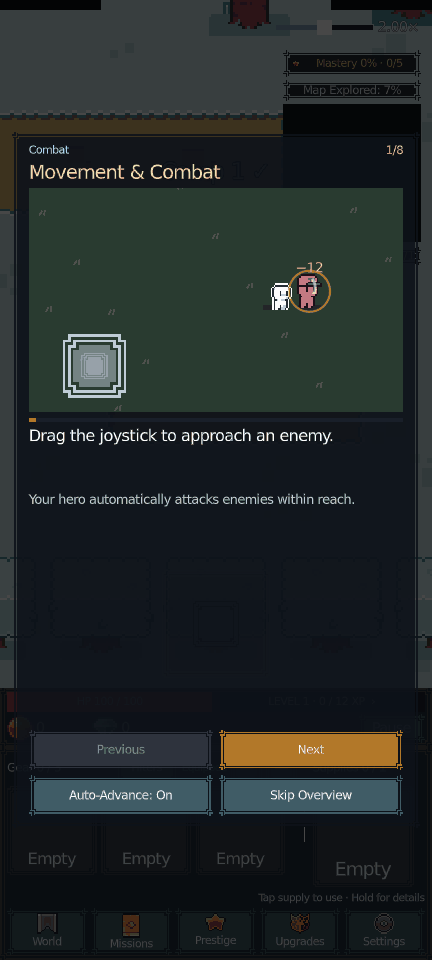 2.00x
Mastery 0% · 0/5
Map Explored: 7%
Combat
1/8
Movement & Combat
−12
Drag the joystick to approach an enemy.
Your hero automatically attacks enemies within reach.
Previous
Next
Auto-Advance: On
Skip Overview
Empty
Empty
Empty
Empty
Tap supply to use · Hold for details
World
Missions
Prestige
Upgrades
Settings